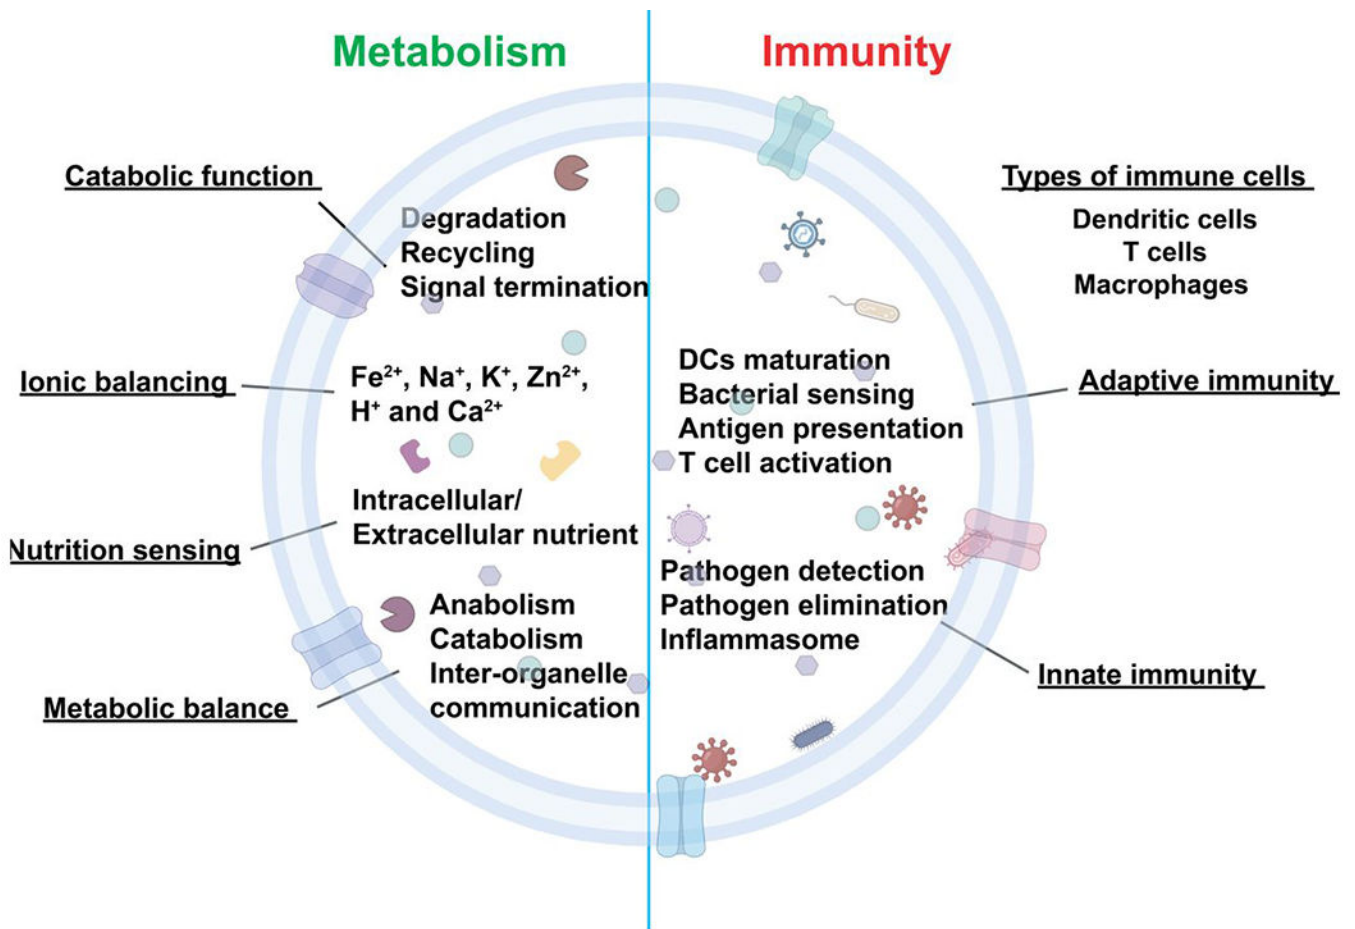 Metabolism
Immunity
Catabolic function
Degradation
Recycling
Signal termination
Ionic balancing
Fe²⁺, Na⁺, K⁺, Zn²⁺,
H⁺ and Ca²⁺
Nutrition sensing
Intracellular/
Extracellular nutrient
Metabolic balance
Anabolism
Catabolism
Inter-organelle
communication
Types of immune cells
Dendritic cells
T cells
Macrophages
DCs maturation
Bacterial sensing
Antigen presentation
T cell activation
Adaptive immunity
Pathogen detection
Pathogen elimination
Inflammasome
Innate immunity